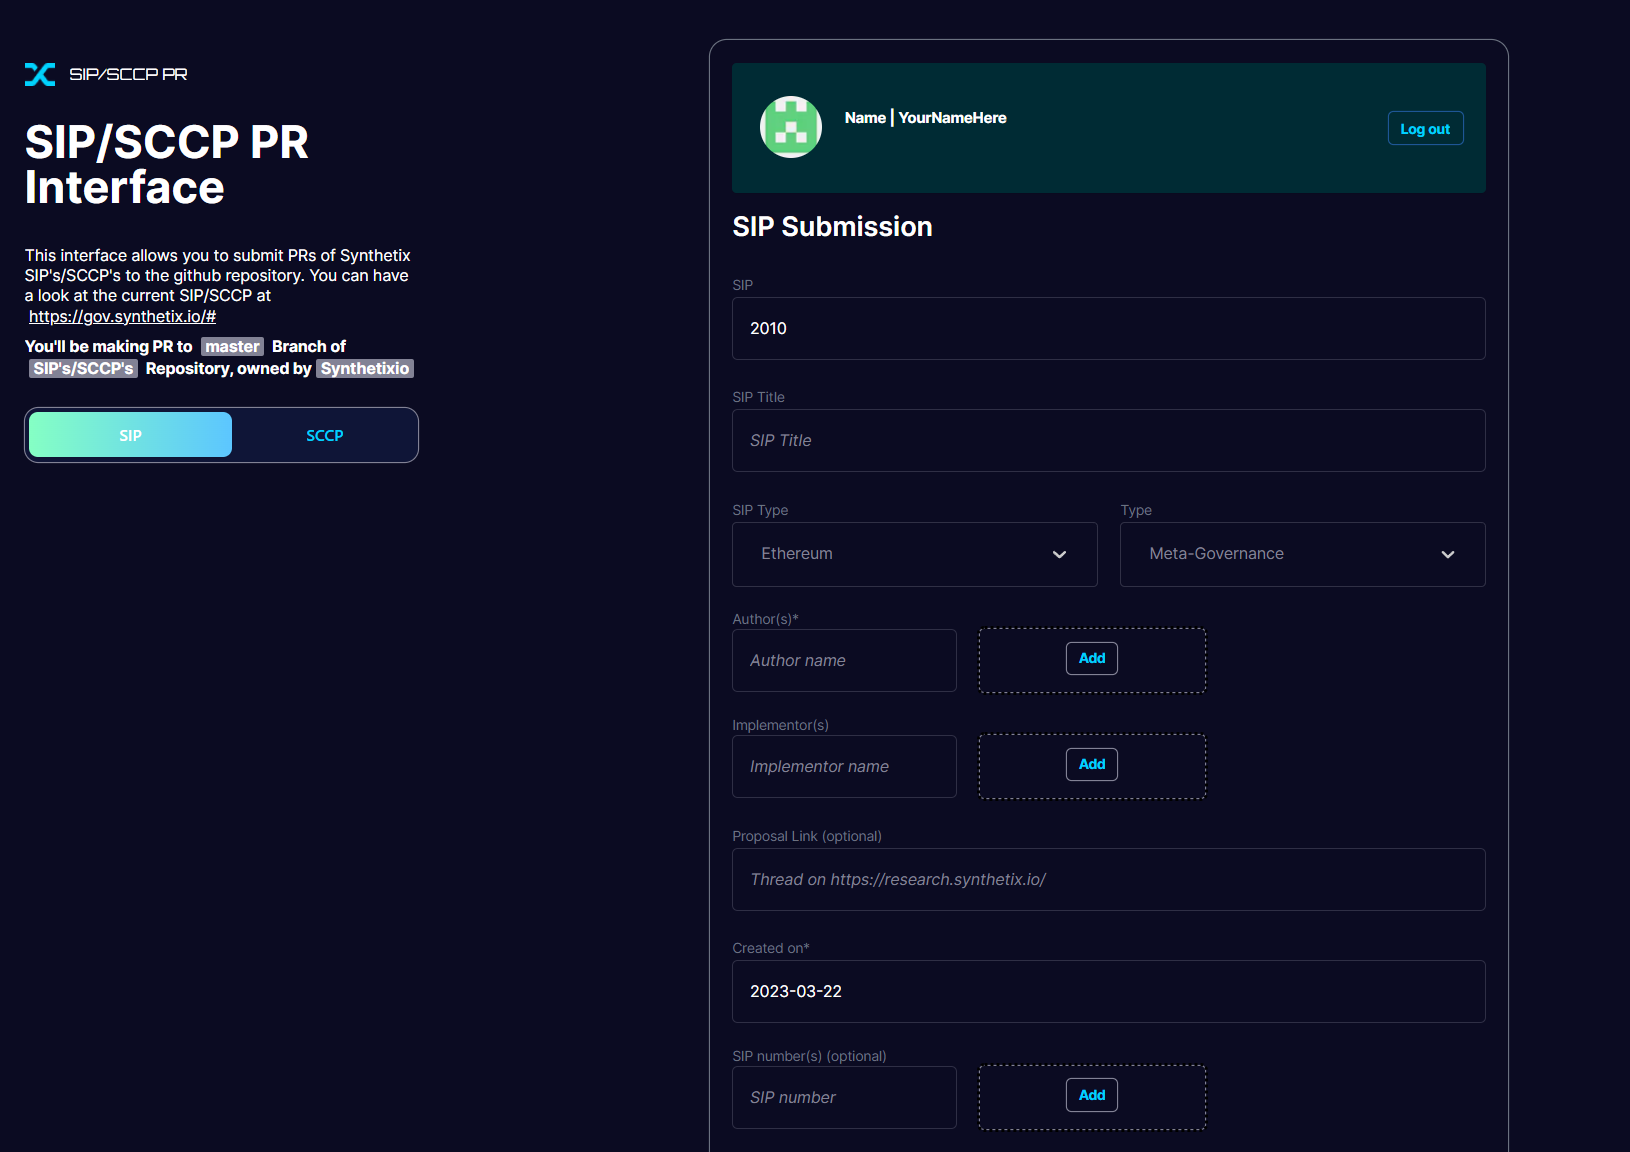 SIP/SCCP PR
SIP/SCCP PR
Interface
This interface allows you to submit PRs of Synthetix
SIP's/SCCP's to the github repository. You can have
a look at the current SIP/SCCP at
https://gov.synthetix.io/#
You'll be making PR to master Branch of
SIP's/SCCP's Repository, owned by Synthetixio
SIP SCCP
Name | YourNameHere
Log out
SIP Submission
SIP
2010
SIP Title
SIP Title
SIP Type Type
Ethereum Meta-Governance
Author(s)*
Author name Add
Implementor(s)
Implementor name Add
Proposal Link (optional)
Thread on https://research.synthetix.io/
Created on*
2023-03-22
SIP number(s) (optional)
SIP number Add